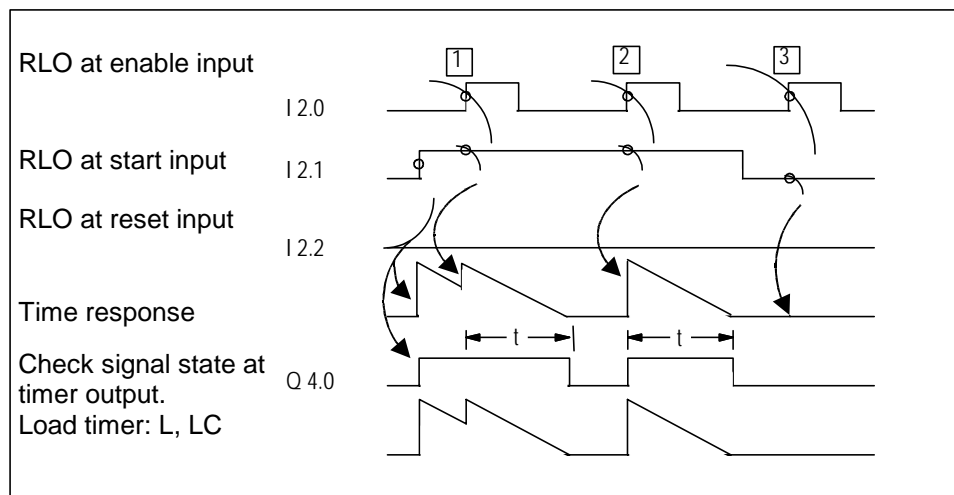 1 2 3
RLO at enable input
I 2.0
RLO at start input
I 2.1
RLO at reset input
I 2.2
Time response
t t
Check signal state at
timer output.
Q 4.0
Load timer: L, LC